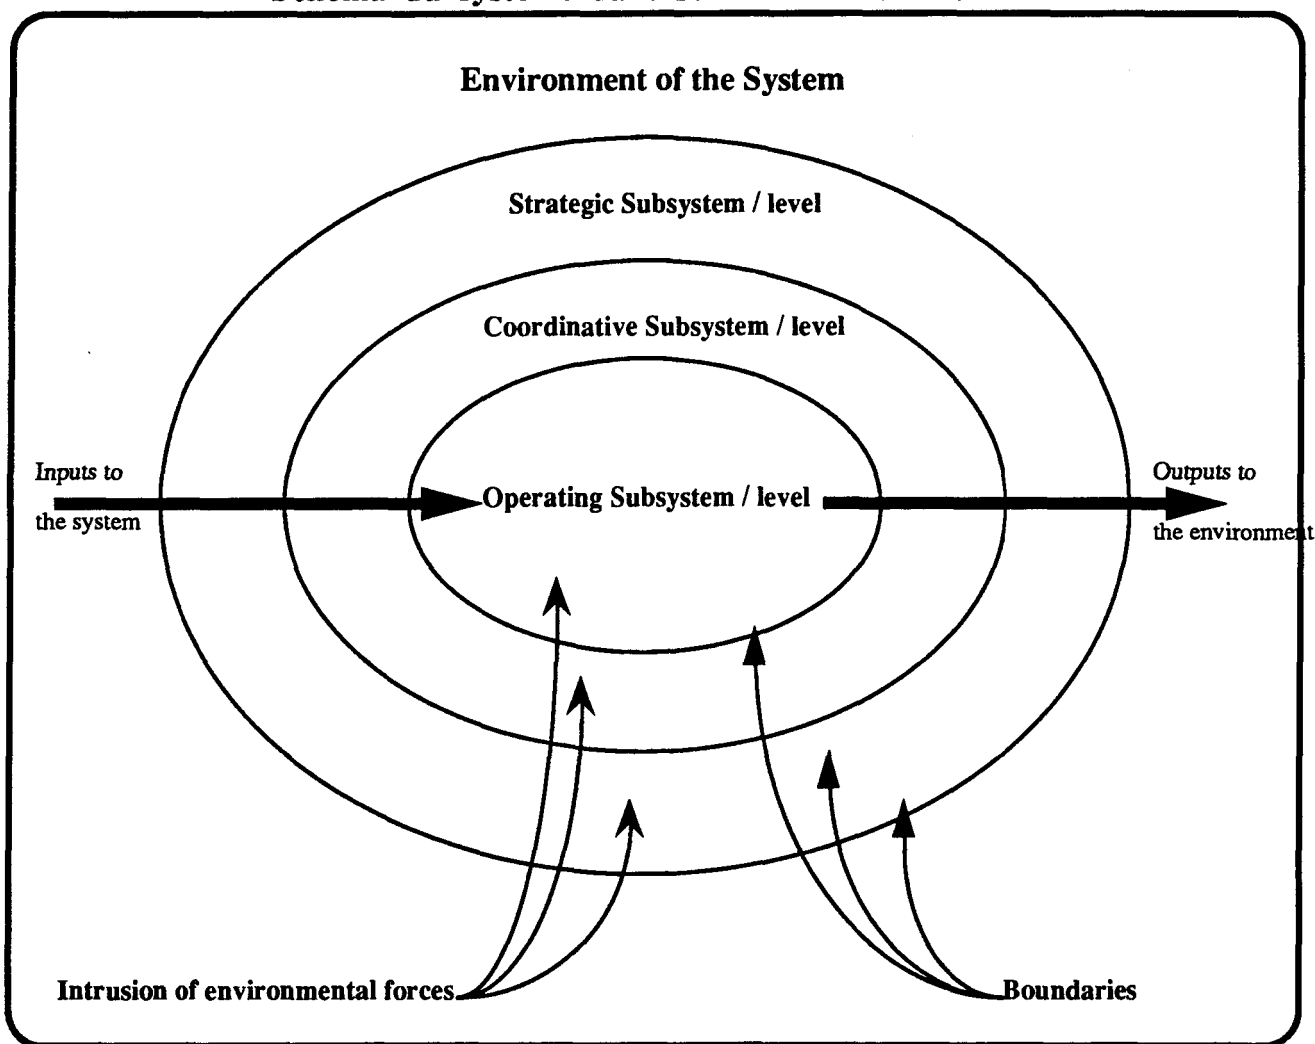 Environment of the System
Strategic Subsystem / level
Coordinative Subsystem / level
Inputs to
the system
Operating Subsystem / level
Outputs to
the environment
Intrusion of environmental forces
Boundaries